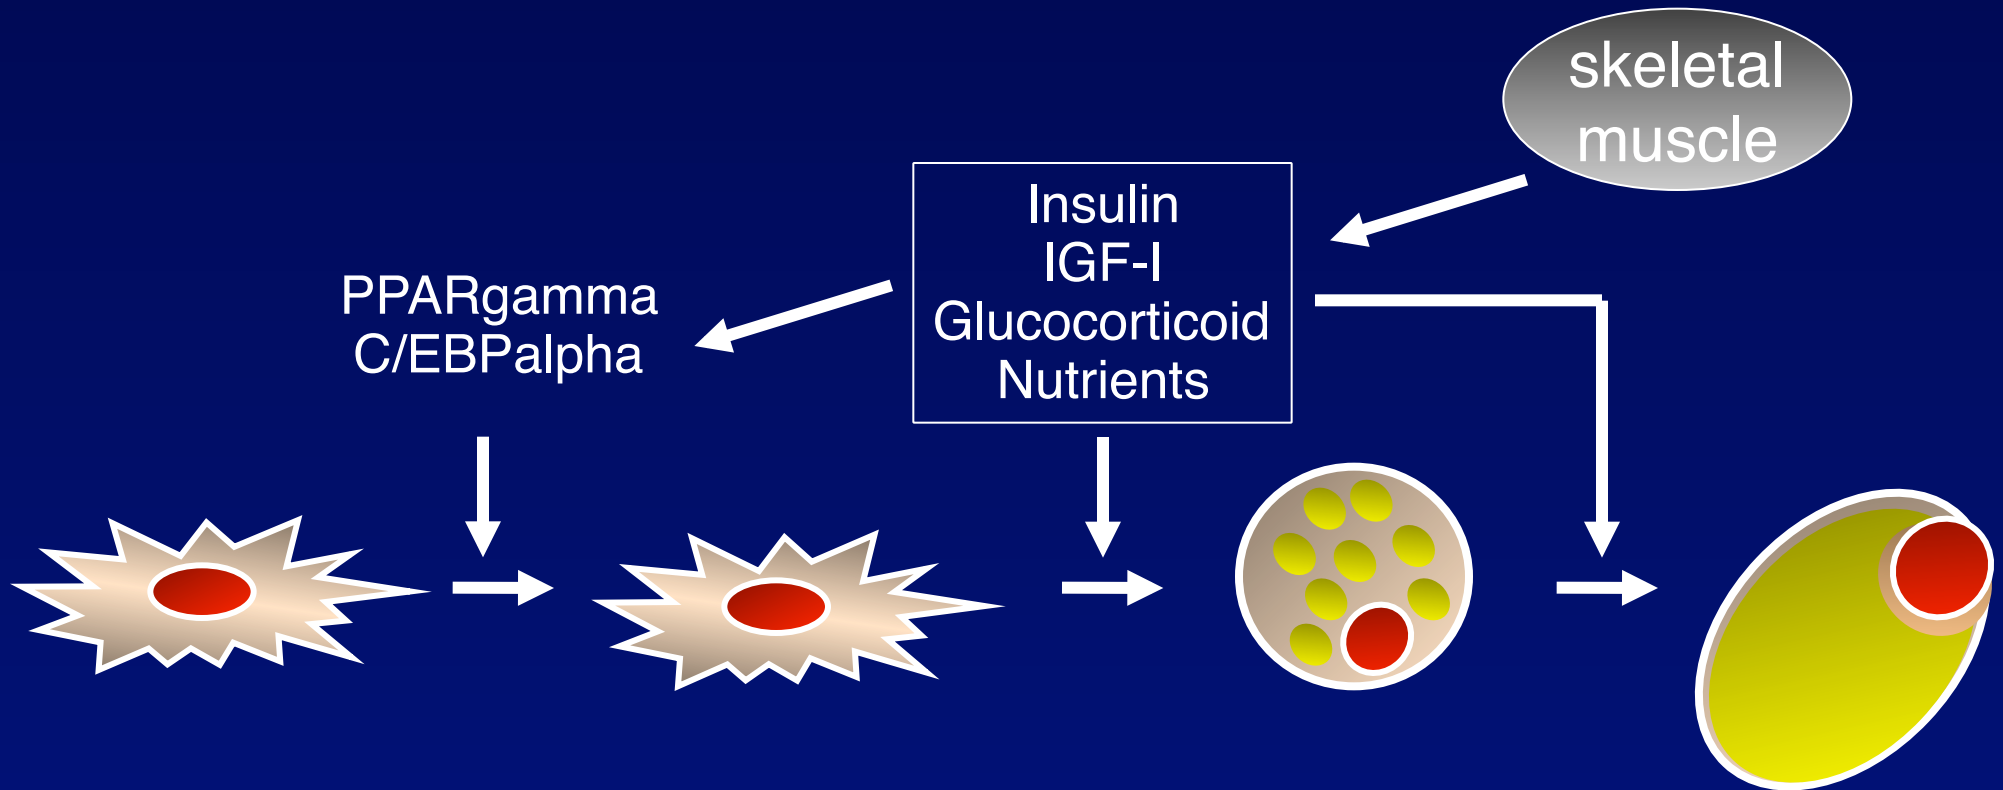 skeletal
muscle
Insulin
IGF-I
Glucocorticoid
Nutrients
PPARgamma
C/EBPalpha